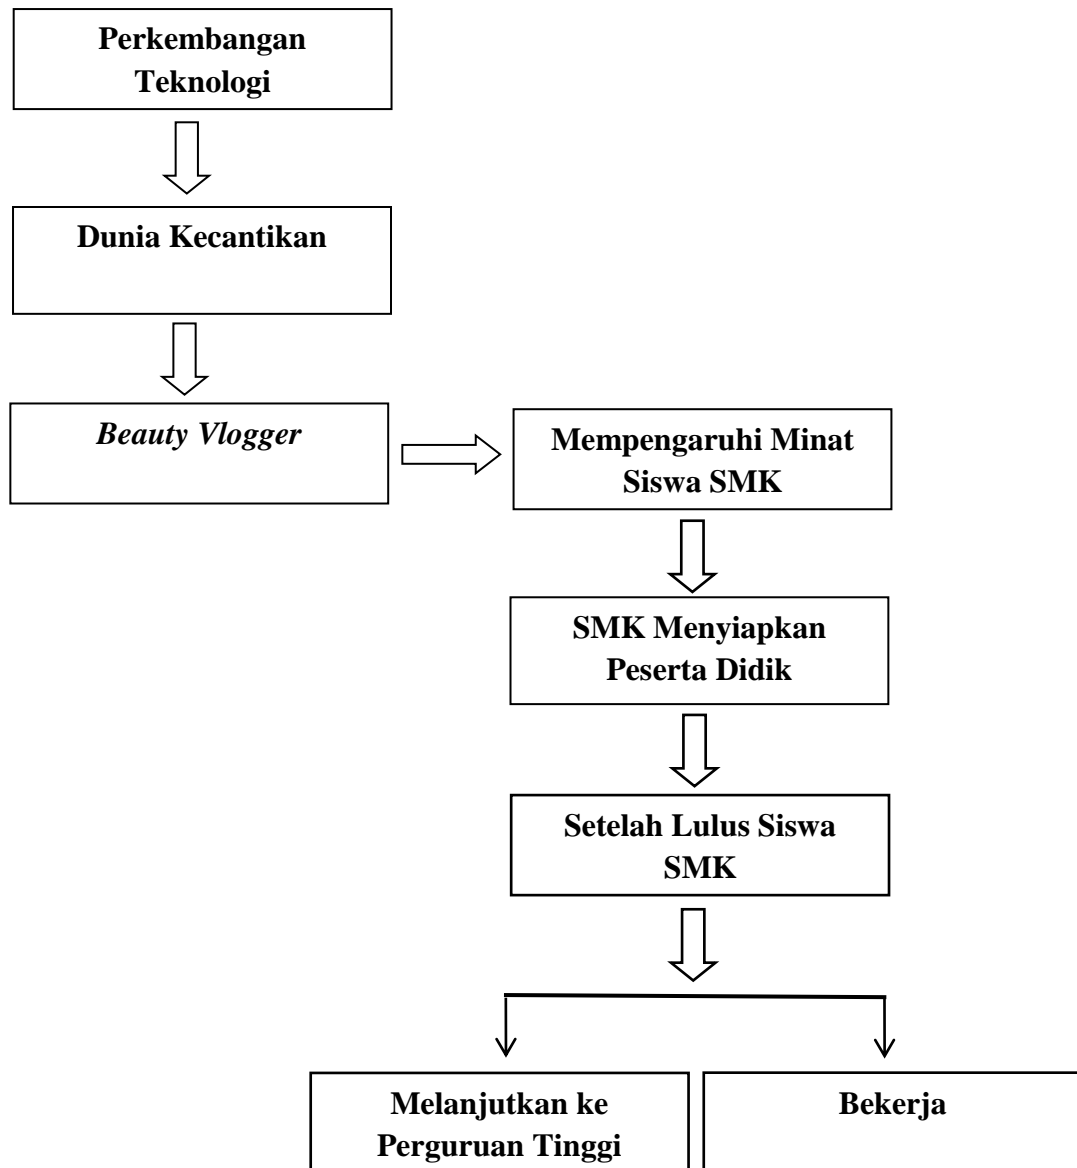 Perkembangan
Teknologi
Dunia Kecantikan
Beauty Vlogger
Mempengaruhi Minat
Siswa SMK
SMK Menyiapkan
Peserta Didik
Setelah Lulus Siswa
SMK
Melanjutkan ke
Perguruan Tinggi
Bekerja